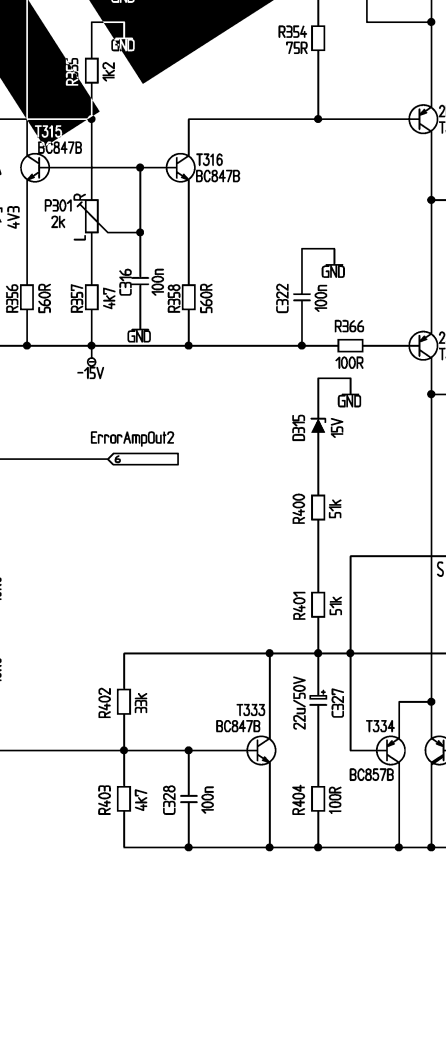 GND
R354
75R
GND
R355
1k2
T315
BC847B
T316
BC847B
P301
2k
R
L
4V3
R356
560R
R357
4k7
C316
100n
R358
560R
GND
-15V
GND
C322
100n
R366
100R
GND
D315
15V
ErrorAmpOut2
6
R400
51k
R401
51k
S
R402
33k
T333
BC847B
22u/50V
C327
T334
BC857B
R403
4K7
C328
100n
R404
100R